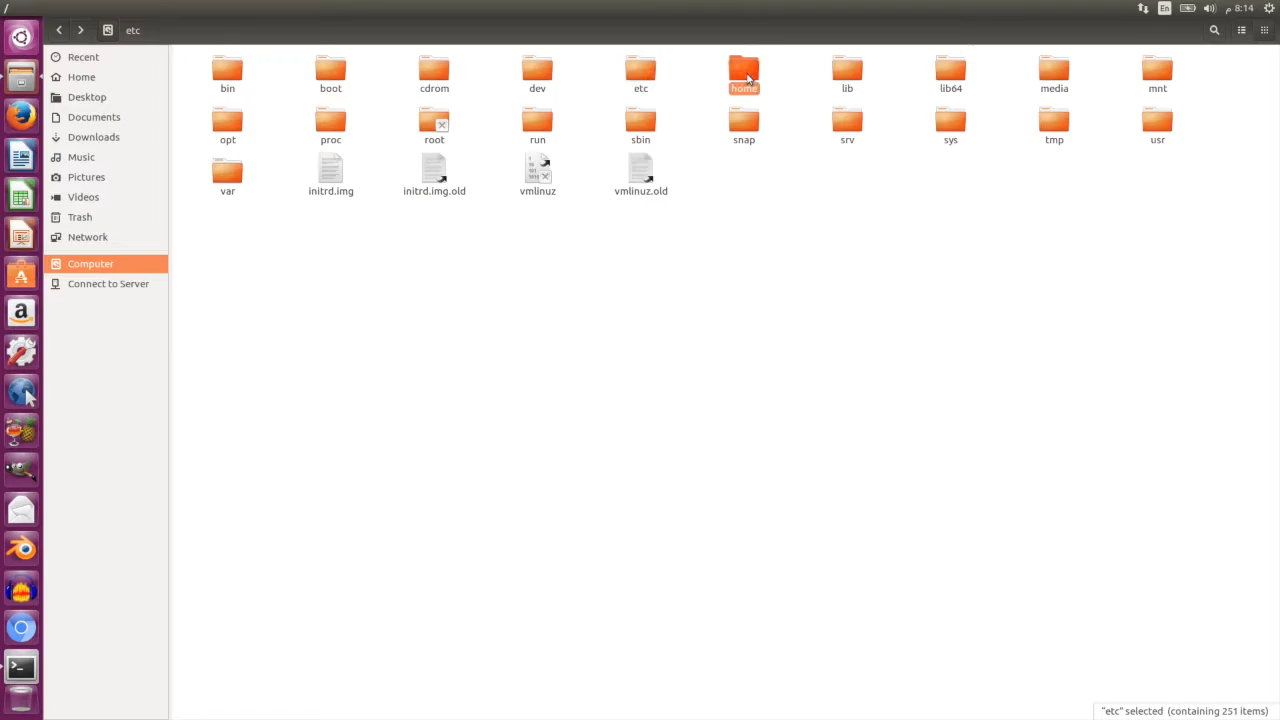 /
En
8:14 م
etc
Recent
Home
Desktop
Documents
Downloads
Music
Pictures
Videos
Trash
Network
Computer
Connect to Server
bin
boot
cdrom
dev
etc
home
lib
lib64
media
mnt
opt
proc
root
run
sbin
snap
srv
sys
tmp
usr
var
initrd.img
initrd.img.old
vmlinuz
vmlinuz.old
"etc" selected (containing 251 items)